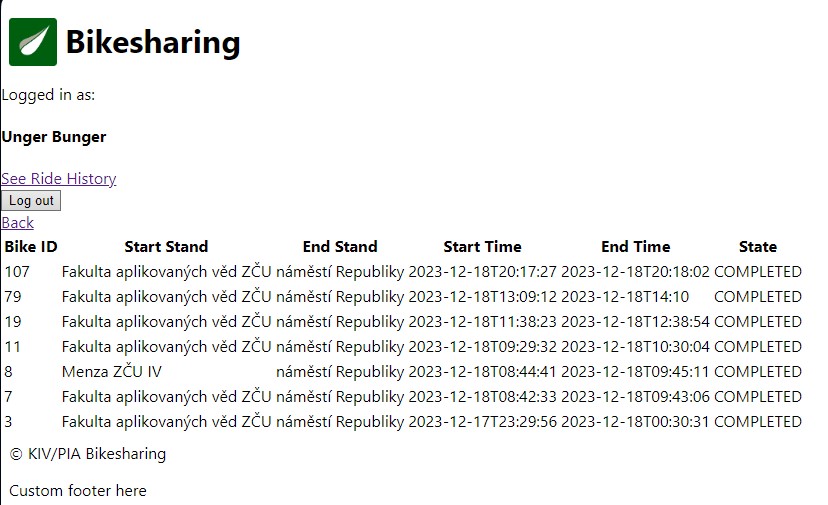 Bikesharing
Logged in as:
Unger Bunger
See Ride History
Log out
Back
Bike ID Start Stand End Stand Start Time End Time State
107 Fakulta aplikovaných věd ZČU náměstí Republiky 2023-12-18T20:17:27 2023-12-18T20:18:02 COMPLETED
79 Fakulta aplikovaných věd ZČU náměstí Republiky 2023-12-18T13:09:12 2023-12-18T14:10 COMPLETED
19 Fakulta aplikovaných věd ZČU náměstí Republiky 2023-12-18T11:38:23 2023-12-18T12:38:54 COMPLETED
11 Fakulta aplikovaných věd ZČU náměstí Republiky 2023-12-18T09:29:32 2023-12-18T10:30:04 COMPLETED
8 Menza ZČU IV náměstí Republiky 2023-12-18T08:44:41 2023-12-18T09:45:11 COMPLETED
7 Fakulta aplikovaných věd ZČU náměstí Republiky 2023-12-18T08:42:33 2023-12-18T09:43:06 COMPLETED
3 Fakulta aplikovaných věd ZČU náměstí Republiky 2023-12-17T23:29:56 2023-12-18T00:30:31 COMPLETED
© KIV/PIA Bikesharing
Custom footer here